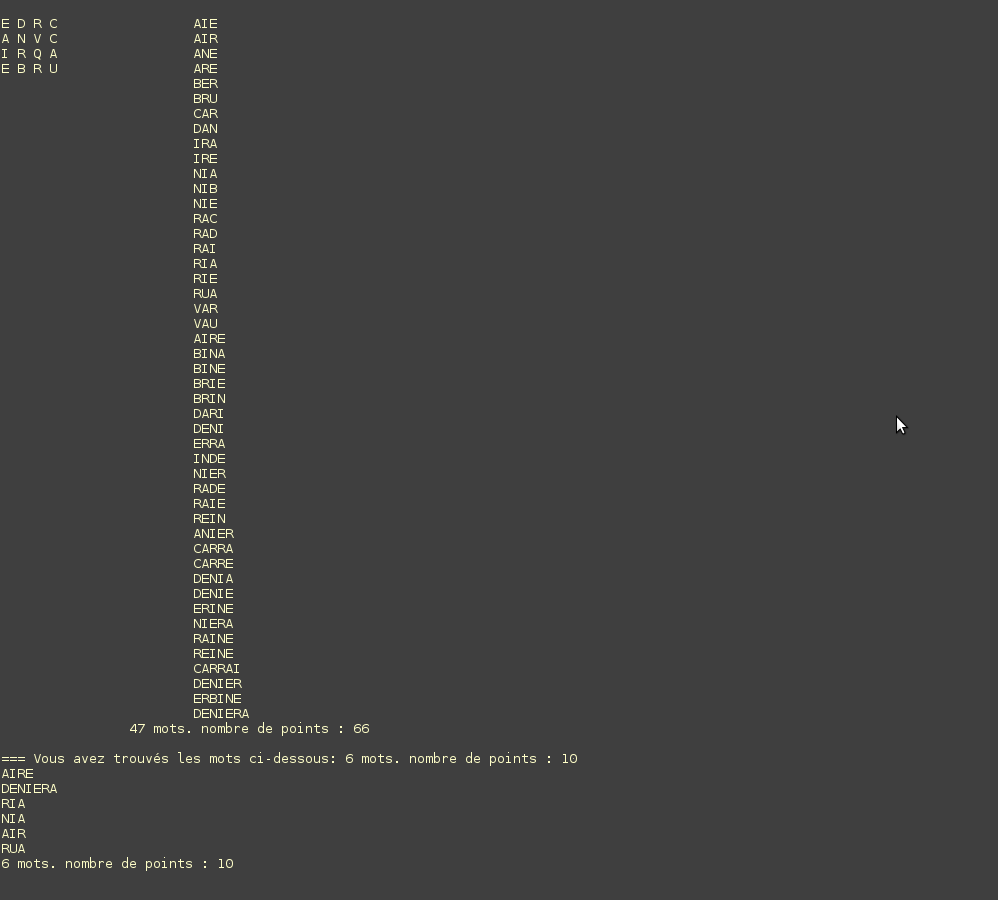 E D R C AIE
A N V C AIR
I R Q A ANE
E B R U ARE
BER
BRU
CAR
DAN
IRA
IRE
NIA
NIB
NIE
RAC
RAD
RAI
RIA
RIE
RUA
VAR
VAU
AIRE
BINA
BINE
BRIE
BRIN
DARI
DENI
ERRA
INDE
NIER
RADE
RAIE
REIN
ANIER
CARRA
CARRE
DENIA
DENIE
ERINE
NIERA
RAINE
REINE
CARRAI
DENIER
ERBINE
DENIERA
47 mots. nombre de points : 66
=== Vous avez trouvés les mots ci-dessous: 6 mots. nombre de points : 10
AIRE
DENIERA
RIA
NIA
AIR
RUA
6 mots. nombre de points : 10